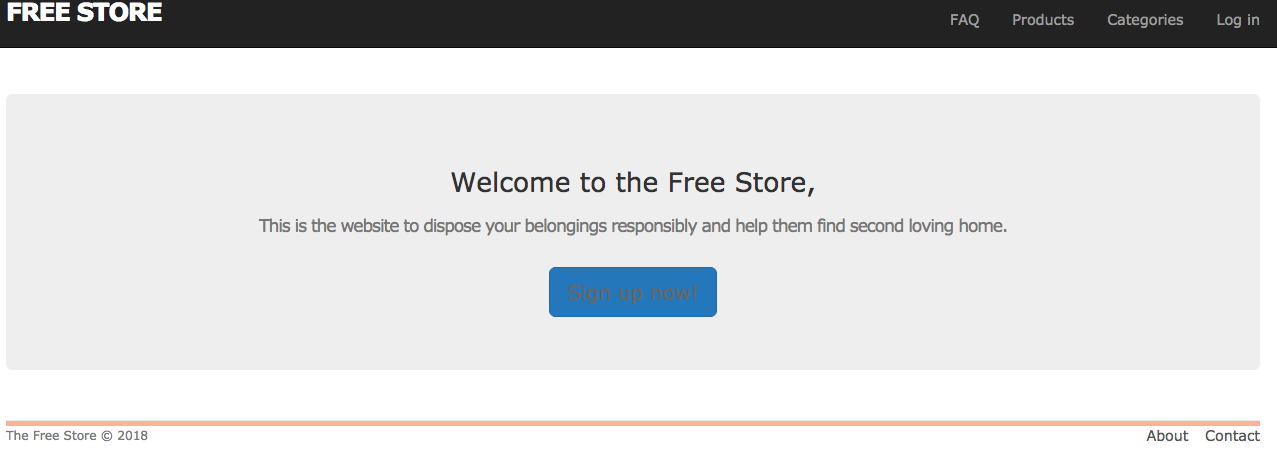 FREE STORE
FAQ Products Categories Log in
Welcome to the Free Store,
This is the website to dispose your belongings responsibly and help them find second loving home.
Sign up now!
The Free Store © 2018 About Contact